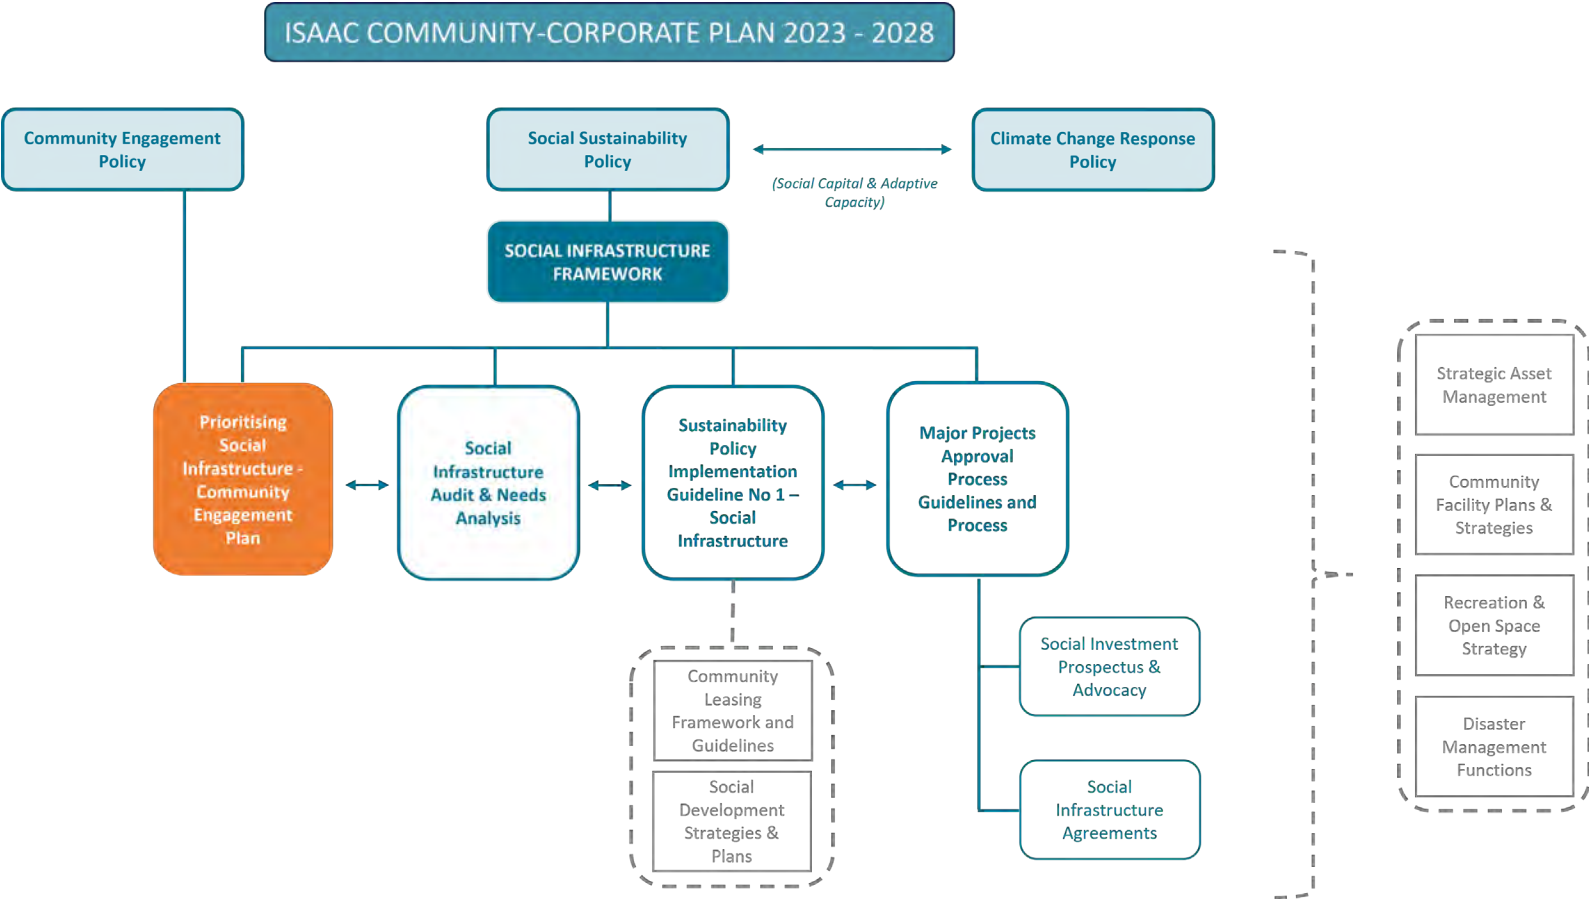 ISAAC COMMUNITY-CORPORATE PLAN 2023 - 2028
Community Engagement
Policy
Social Sustainability
Policy
(Social Capital & Adaptive
Capacity)
Climate Change Response
Policy
SOCIAL INFRASTRUCTURE
FRAMEWORK
Prioritising
Social
Infrastructure -
Community
Engagement
Plan
Social
Infrastructure
Audit & Needs
Analysis
Sustainability
Policy
Implementation
Guideline No 1 –
Social
Infrastructure
Major Projects
Approval
Process
Guidelines and
Process
Community
Leasing
Framework and
Guidelines
Social
Development
Strategies &
Plans
Social Investment
Prospectus &
Advocacy
Social
Infrastructure
Agreements
Strategic Asset
Management
Community
Facility Plans &
Strategies
Recreation &
Open Space
Strategy
Disaster
Management
Functions